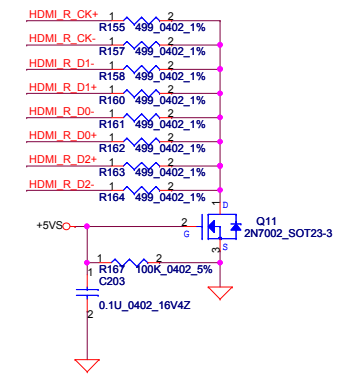 HDMI_R_CK+ 1 2
R155 499_0402_1%
HDMI_R_CK- 1 2
R157 499_0402_1%
HDMI_R_D1- 1 2
R158 499_0402_1%
HDMI_R_D1+ 1 2
R160 499_0402_1%
HDMI_R_D0- 1 2
R161 499_0402_1%
HDMI_R_D0+ 1 2
R162 499_0402_1%
HDMI_R_D2+ 1 2
R163 499_0402_1%
HDMI_R_D2- 1 2
R164 499_0402_1%
1 D
Q11
+5VS 2 G
2N7002_SOT23-3
3 S
1 2
R167 100K_0402_5%
1 C203
0.1U_0402_16V4Z
2